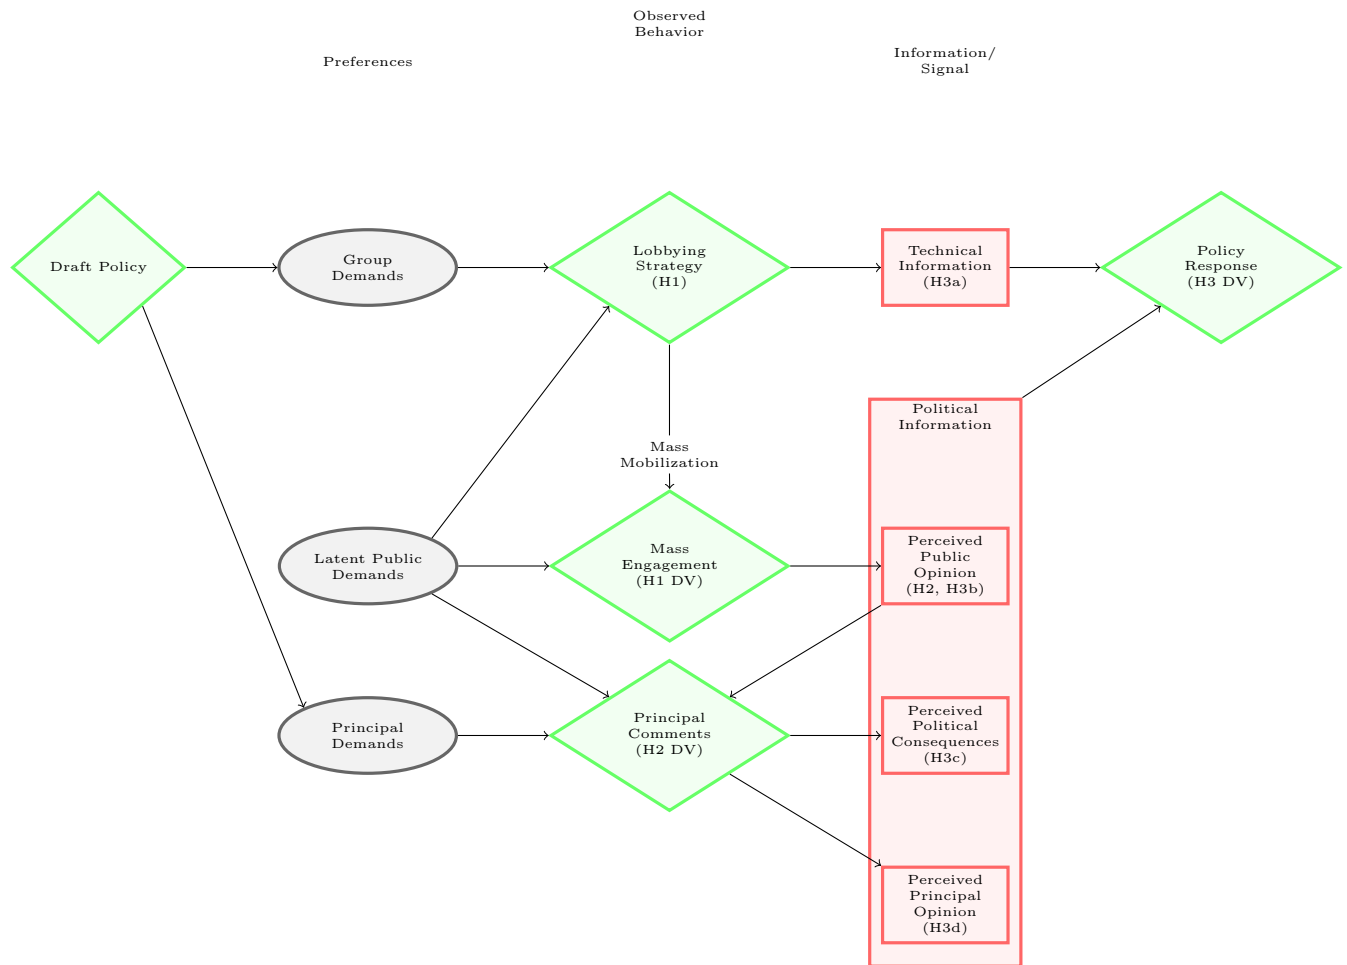 Observed
Behavior
Preferences
Information/
Signal
Draft Policy
Group
Demands
Lobbying
Strategy
(H1)
Technical
Information
(H3a)
Policy
Response
(H3 DV)
Political
Information
Mass
Mobilization
Latent Public
Demands
Mass
Engagement
(H1 DV)
Perceived
Public
Opinion
(H2, H3b)
Principal
Demands
Principal
Comments
(H2 DV)
Perceived
Political
Consequences
(H3c)
Perceived
Principal
Opinion
(H3d)